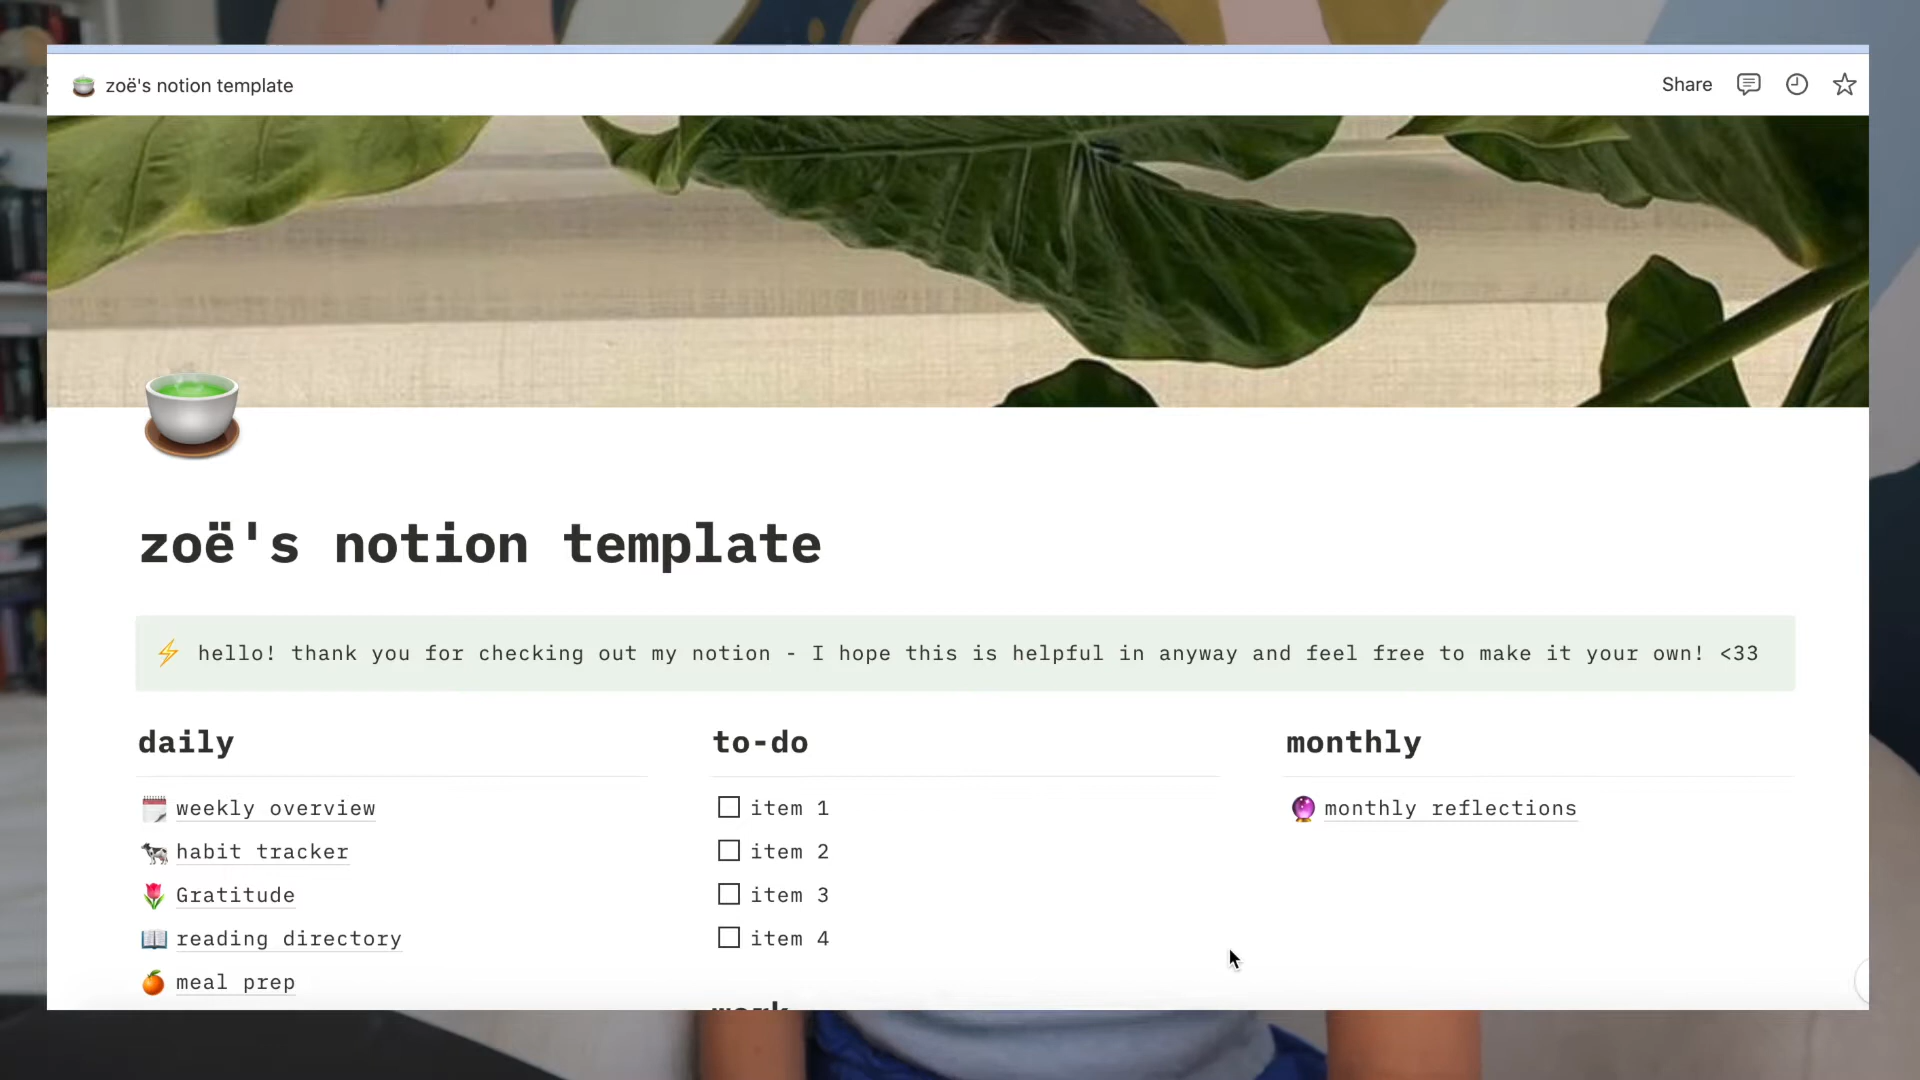 zoë's notion template
Share
zoë's notion template
hello! thank you for checking out my notion - I hope this is helpful in anyway and feel free to make it your own! <33
daily
weekly overview
habit tracker
Gratitude
reading directory
meal prep
to-do
item 1
item 2
item 3
item 4
monthly
monthly reflections